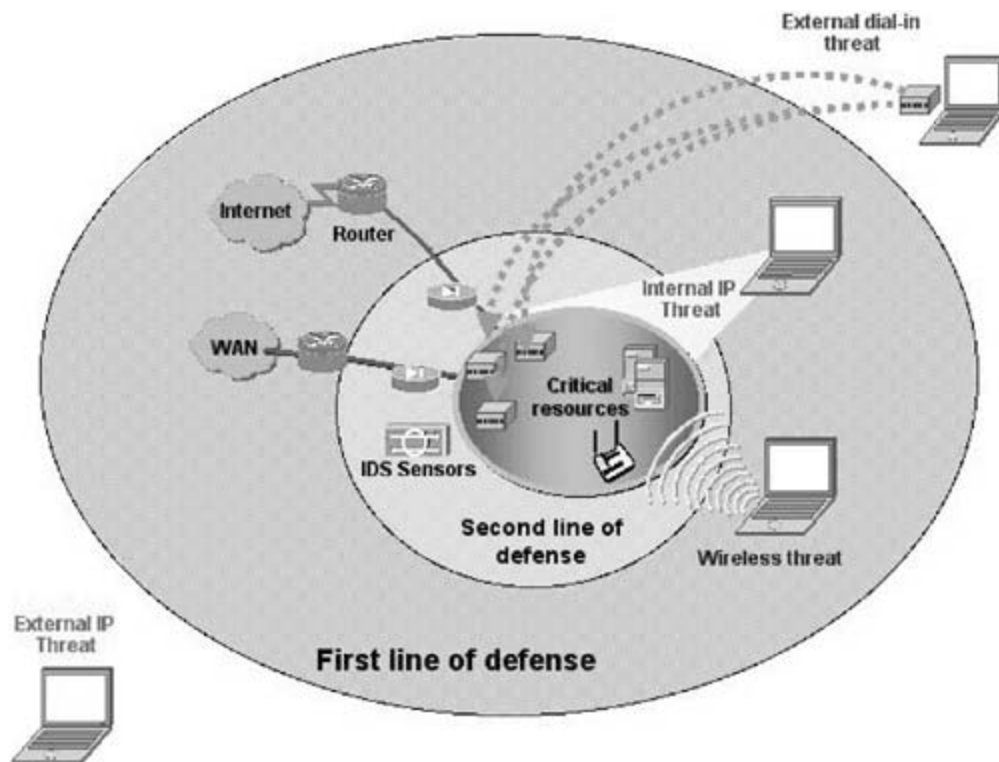 External dial-in
threat
Internet
Router
Internal IP
Threat
WAN
Critical
resources
IDS Sensors
Second line of
defense
Wireless threat
External IP
Threat
First line of defense